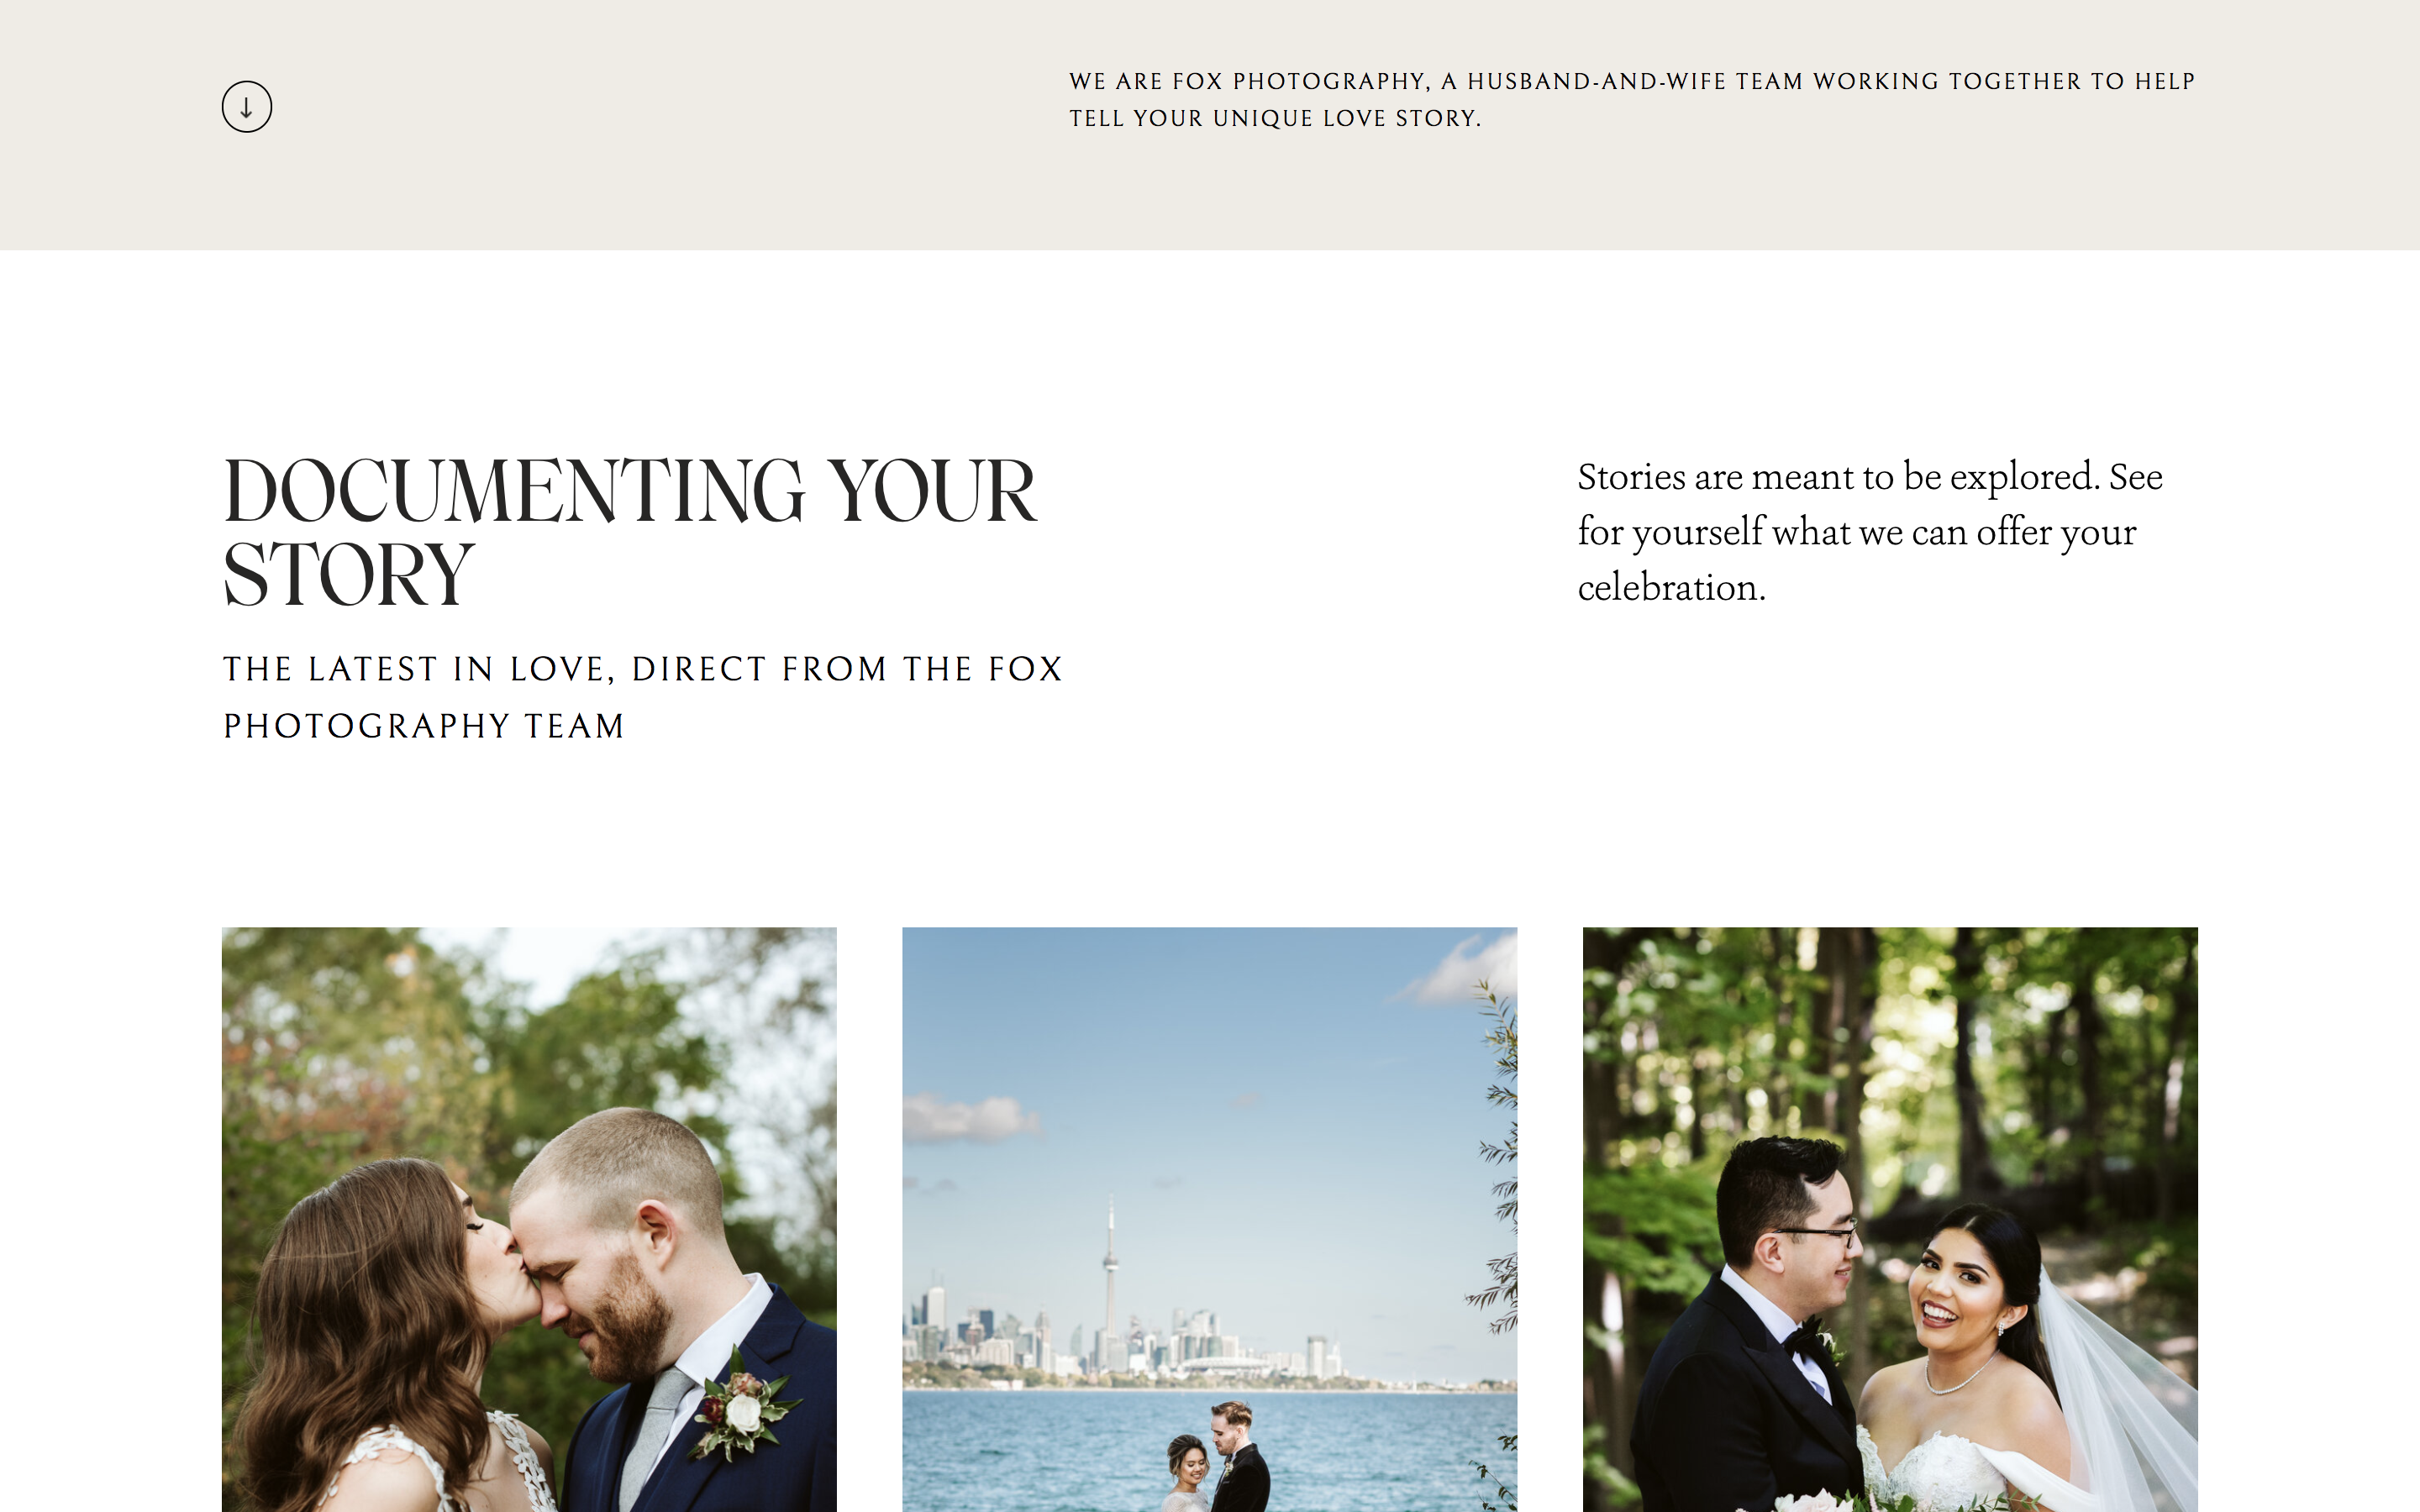 WE ARE FOX PHOTOGRAPHY, A HUSBAND-AND-WIFE TEAM WORKING TOGETHER TO HELP
TELL YOUR UNIQUE LOVE STORY.
DOCUMENTING YOUR
STORY
THE LATEST IN LOVE, DIRECT FROM THE FOX
PHOTOGRAPHY TEAM
Stories are meant to be explored. See
for yourself what we can offer your
celebration.